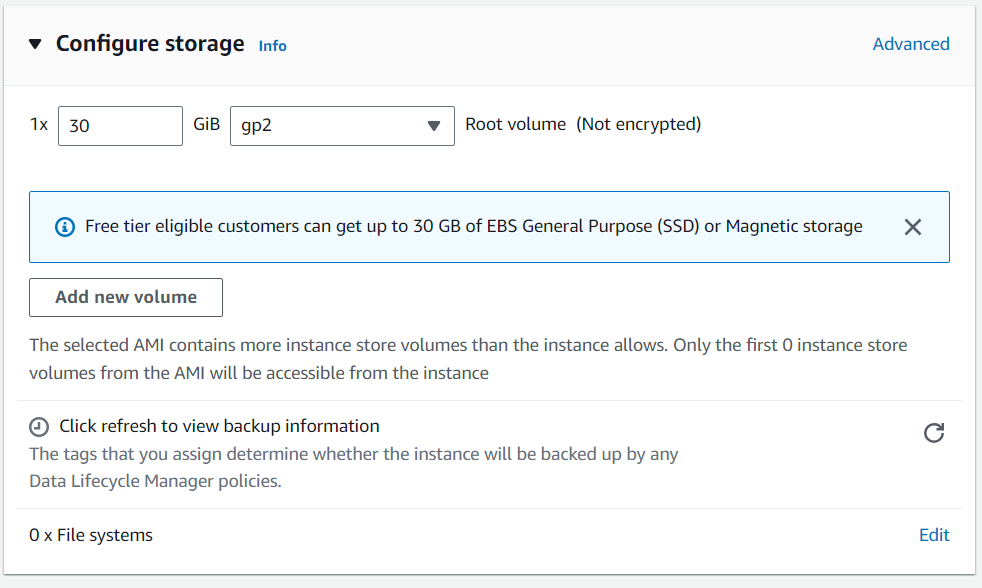 Configure storage Info Advanced
1x 30 GiB gp2 Root volume (Not encrypted)
Free tier eligible customers can get up to 30 GB of EBS General Purpose (SSD) or Magnetic storage
Add new volume
The selected AMI contains more instance store volumes than the instance allows. Only the first 0 instance store
volumes from the AMI will be accessible from the instance
Click refresh to view backup information
The tags that you assign determine whether the instance will be backed up by any
Data Lifecycle Manager policies.
0 x File systems Edit